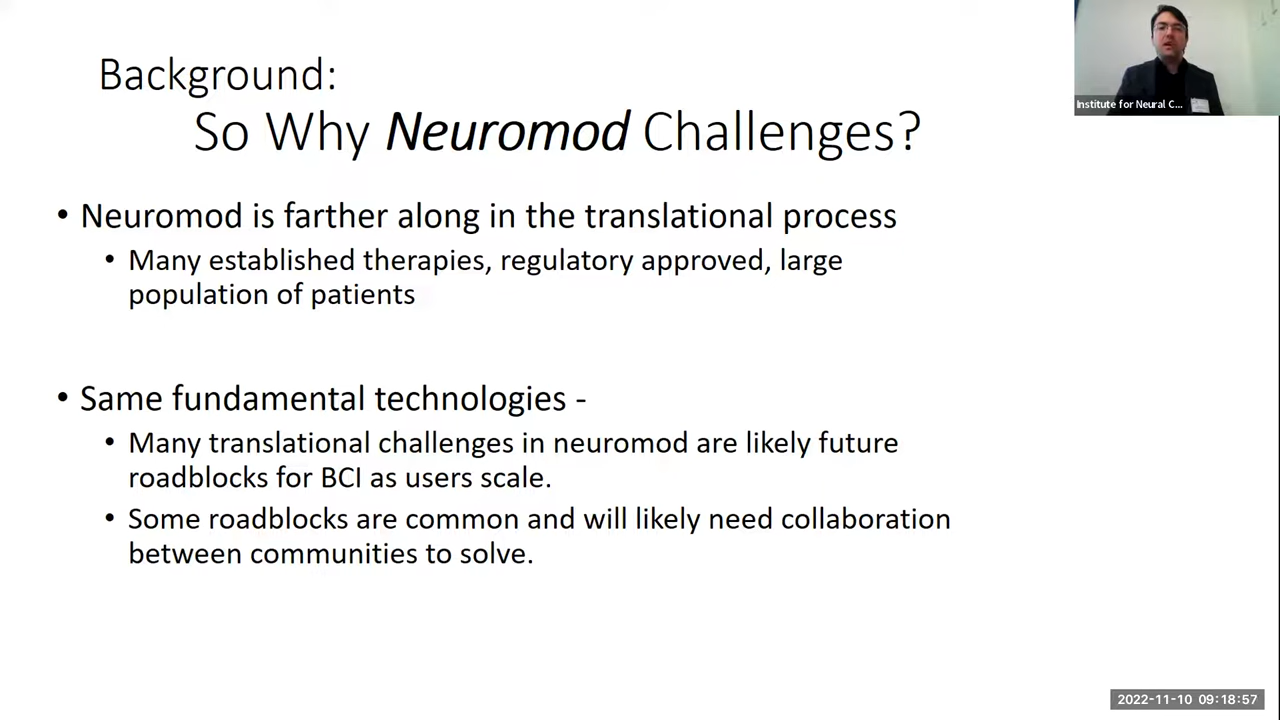 Background:
So Why Neuromod Challenges?
• Neuromod is farther along in the translational process
• Many established therapies, regulatory approved, large
population of patients
• Same fundamental technologies -
• Many translational challenges in neuromod are likely future
roadblocks for BCI as users scale.
• Some roadblocks are common and will likely need collaboration
between communities to solve.
Institute for Neural C...
2022-11-10 09:18:57